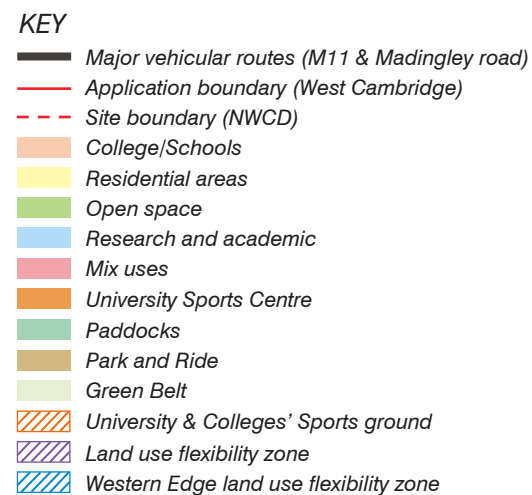 KEY
Major vehicular routes (M11 & Madingley road)
Application boundary (West Cambridge)
Site boundary (NWCD)
College/Schools
Residential areas
Open space
Research and academic
Mix uses
University Sports Centre
Paddocks
Park and Ride
Green Belt
University & Colleges' Sports ground
Land use flexibility zone
Western Edge land use flexibility zone